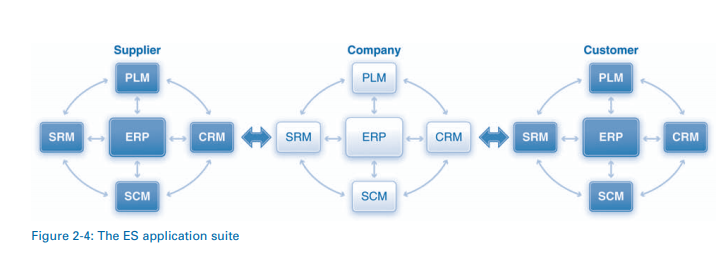 Supplier Company Customer
PLM PLM PLM
SRM ERP CRM SRM ERP CRM SRM ERP CRM
SCM SCM SCM
Figure 2-4: The ES application suite